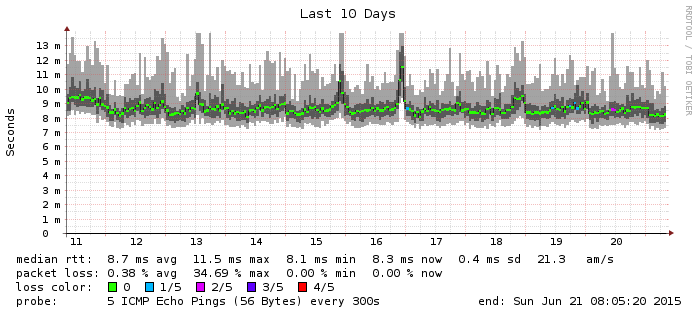 Last 10 Days
RRDTOOL / TOBI OETIKER
Seconds
13 m
12 m
11 m
10 m
9 m
8 m
7 m
6 m
5 m
4 m
3 m
2 m
1 m
0
11 12 13 14 15 16 17 18 19 20
median rtt: 8.7 ms avg 11.5 ms max 8.1 ms min 8.3 ms now 0.4 ms sd 21.3 am/s
packet loss: 0.38 % avg 34.69 % max 0.00 % min 0.00 % now
loss color: 0 1/5 2/5 3/5 4/5
probe: 5 ICMP Echo Pings (56 Bytes) every 300s end: Sun Jun 21 08:05:20 2015